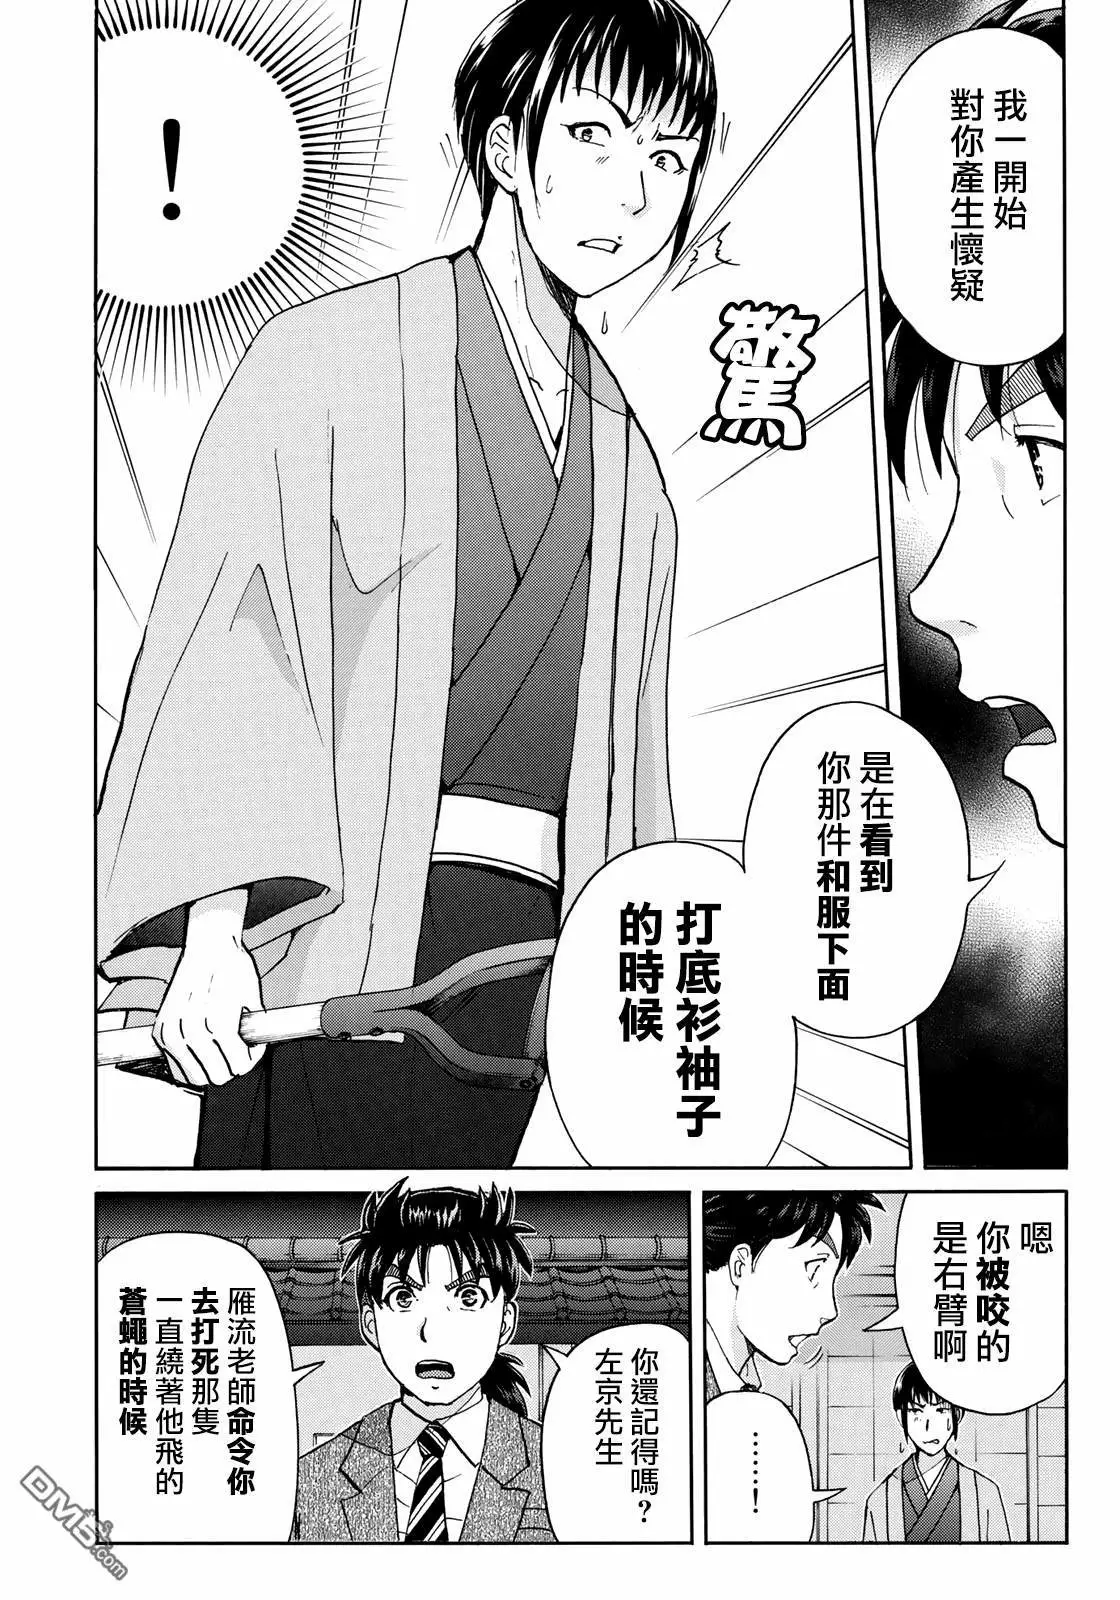 我一開始
對你產生懷疑
驚
！
是在看到
你那件和服下面
打底衫袖子
的時候
嗯
你被咬的
是右臂啊
……！
你還記得嗎？
左京先生
雁流老師命令你
去打死那隻
一直繞著他飛的
蒼蠅的時候
DM5.com